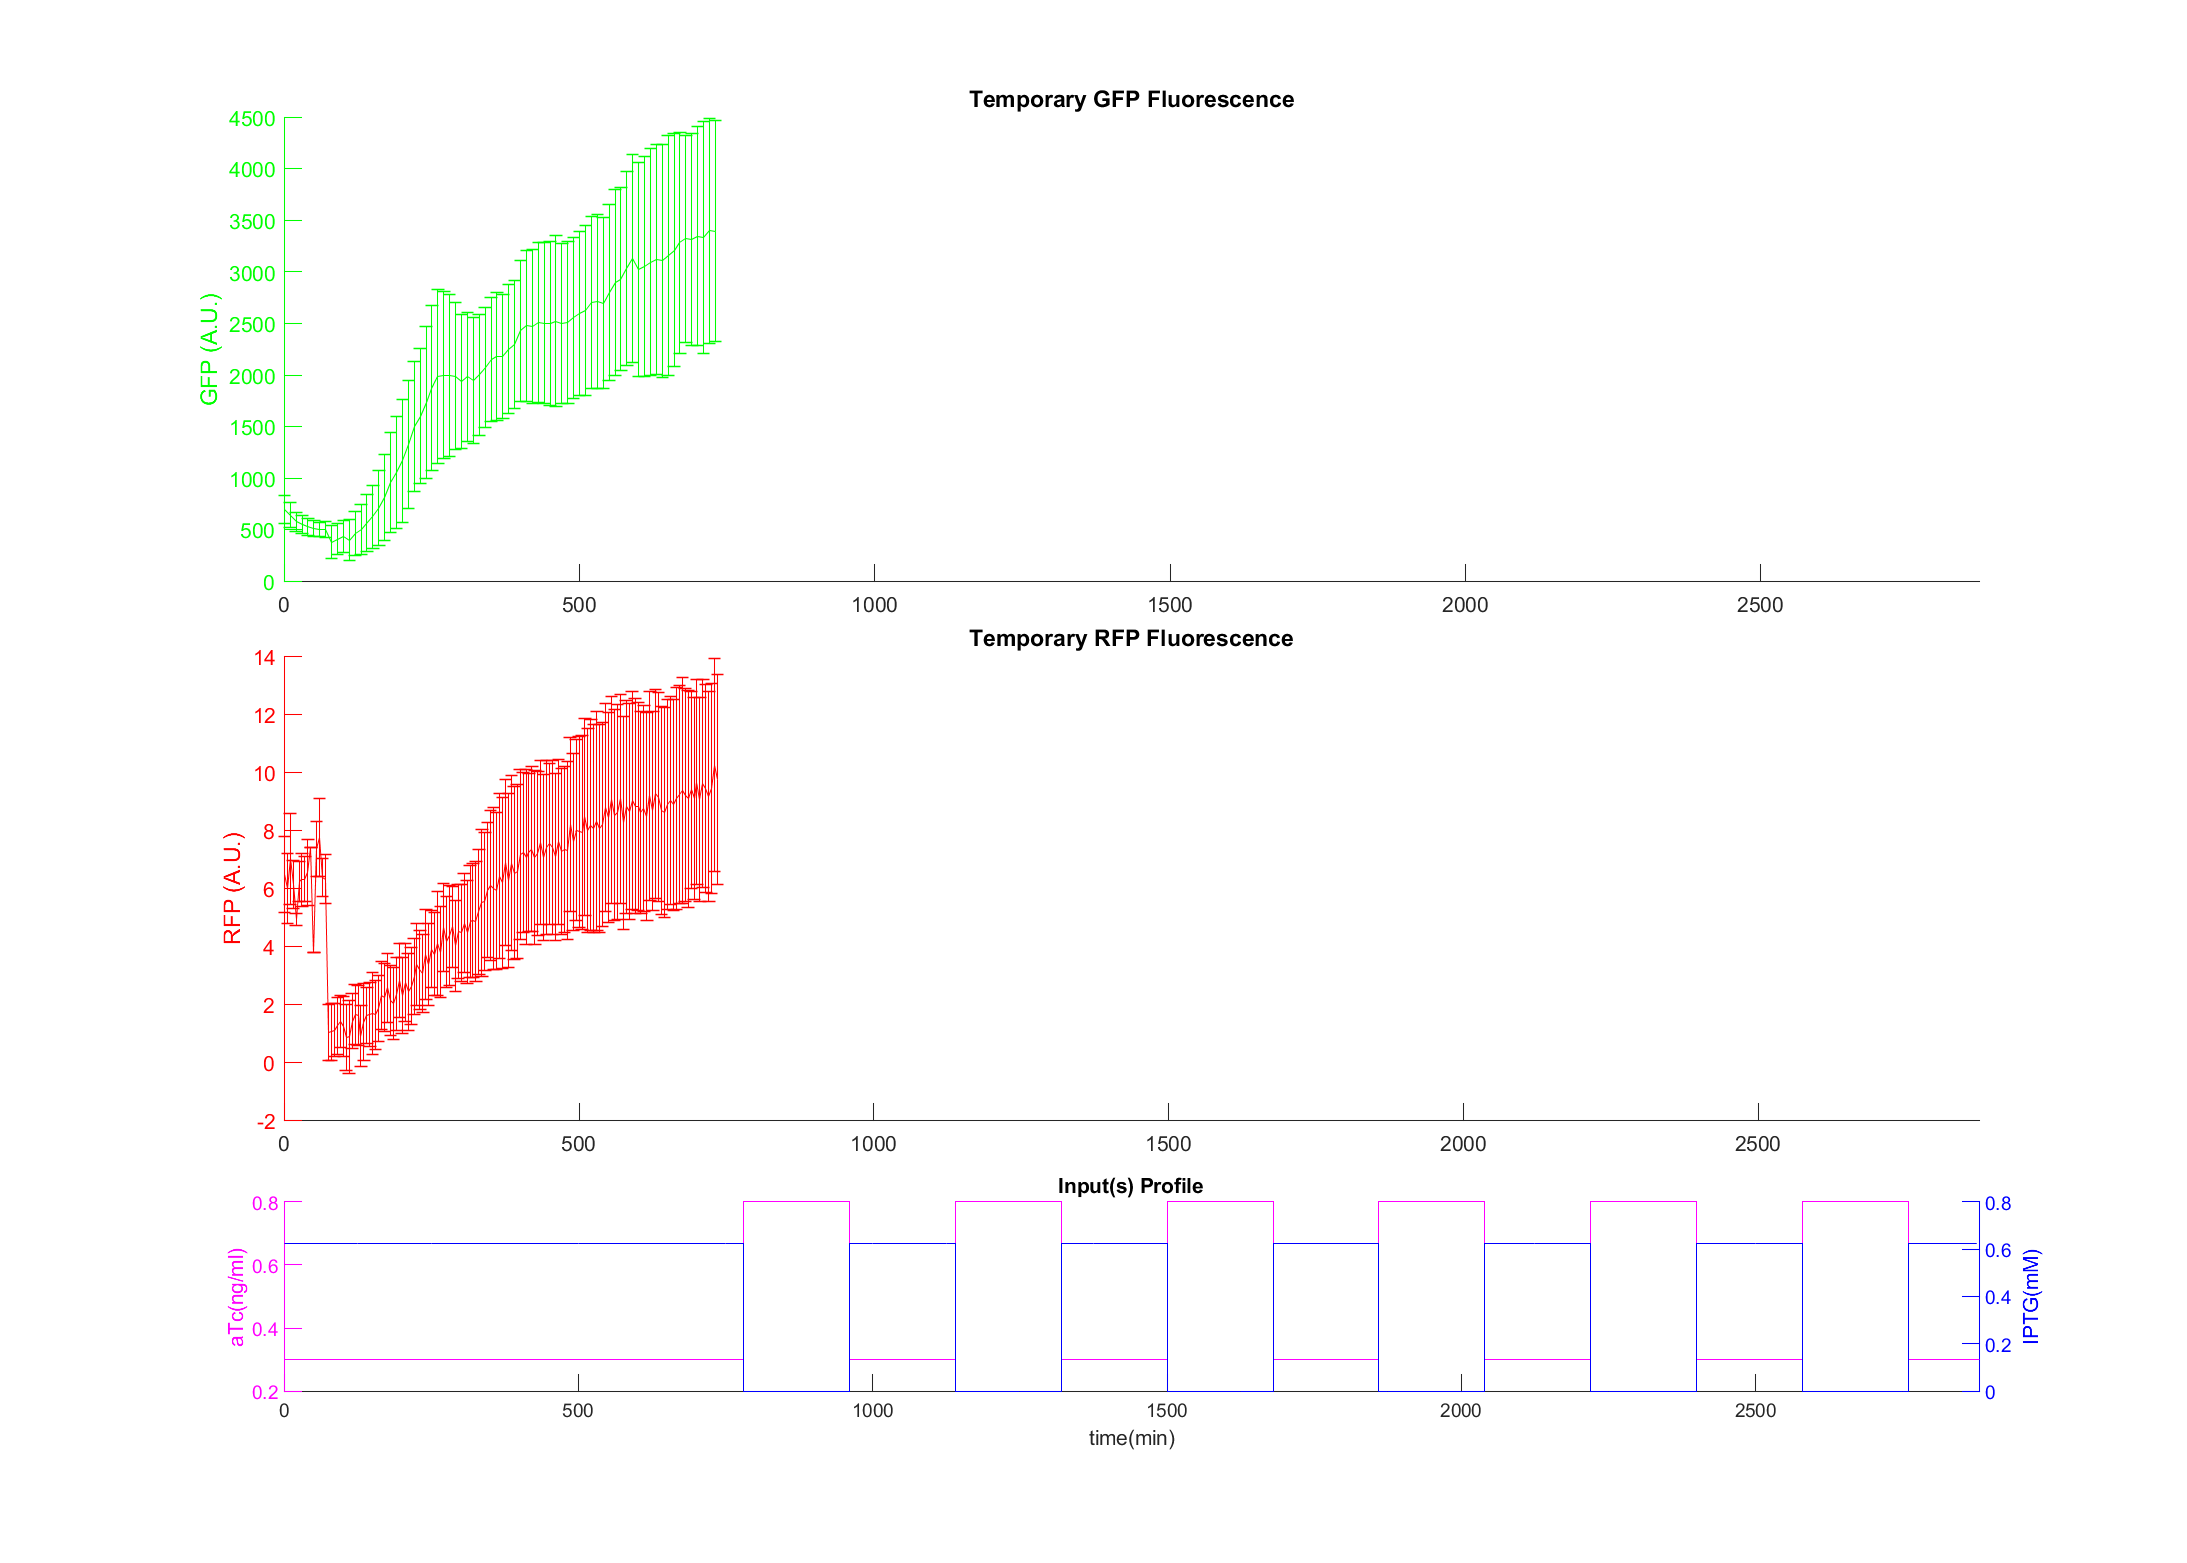 Temporary GFP Fluorescence
4500
4000
3500
3000
2500
2000
1500
1000
500
0
GFP (A.U.)
0 500 1000 1500 2000 2500
Temporary RFP Fluorescence
14
12
10
8
6
4
2
0
-2
RFP (A.U.)
0 500 1000 1500 2000 2500
Input(s) Profile
0.8
0.6
0.4
0.2
aTc(ng/ml)
0.8
0.6
0.4
0.2
0
IPTG(mM)
0 500 1000 1500 2000 2500
time(min)